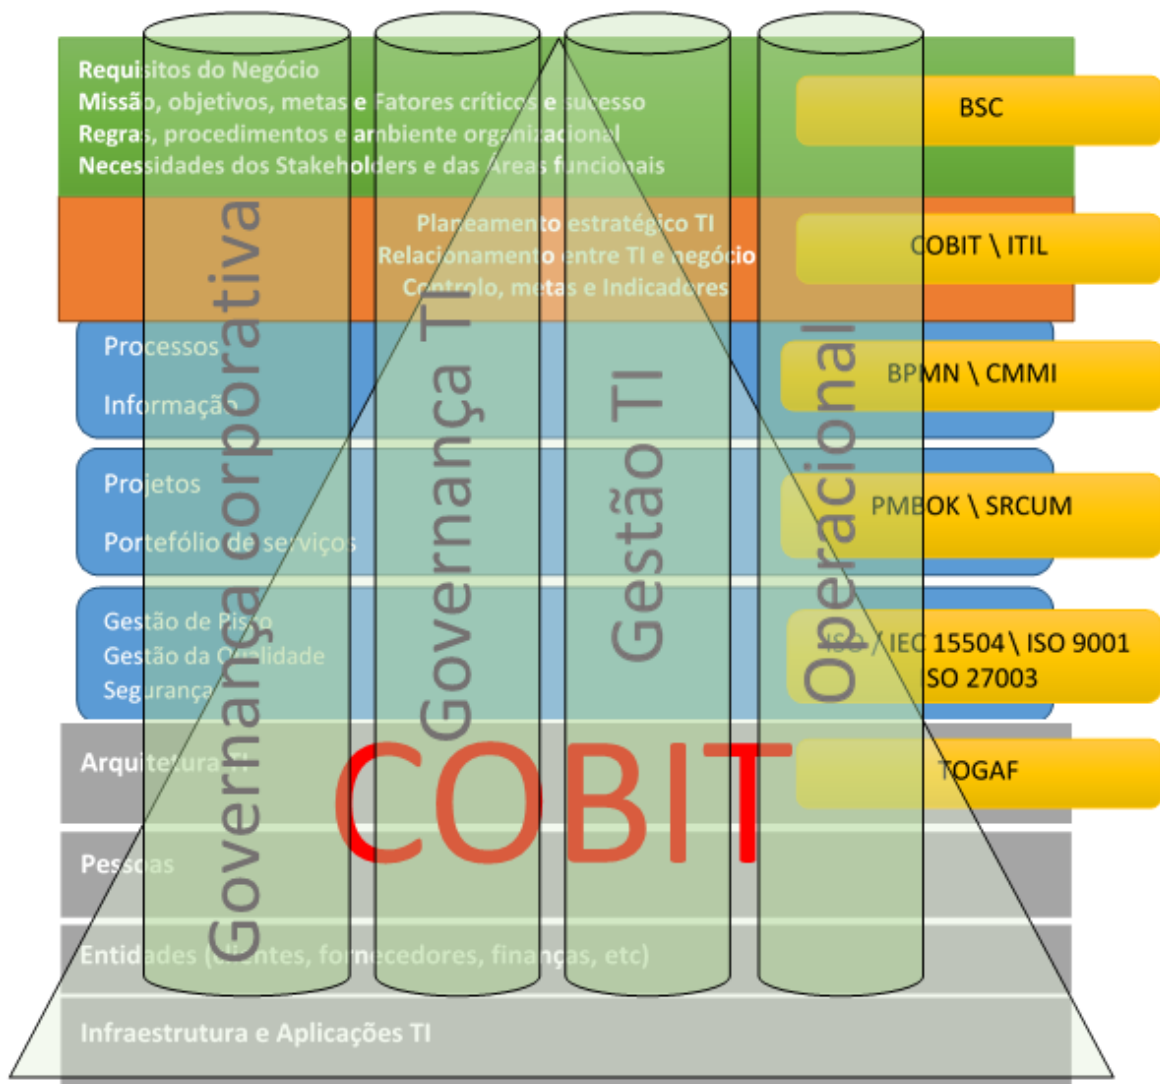 Requisitos do Negócio
Missão, objetivos, metas e Fatores críticos e sucesso
Regras, procedimentos e ambiente organizacional
Necessidades dos Stakeholders e das Áreas funcionais
BSC
Planeamento estratégico TI
Relacionamento entre TI e negócio
Controlo, metas e Indicadores
COBIT \ ITIL
Processos
Informação
BPMN \ CMMI
Projetos
Portefólio de serviços
PMBOK \ SRCUM
Gestão de Risco
Gestão da Qualidade
Segurança
ISO / IEC 15504 \ ISO 9001
ISO 27003
Arquitetura TI
TOGAF
Pessoas
Entidades (clientes, fornecedores, finanças, etc)
Infraestrutura e Aplicações TI
Governança corporativa
Governança TI
Gestão TI
Operacional
COBIT